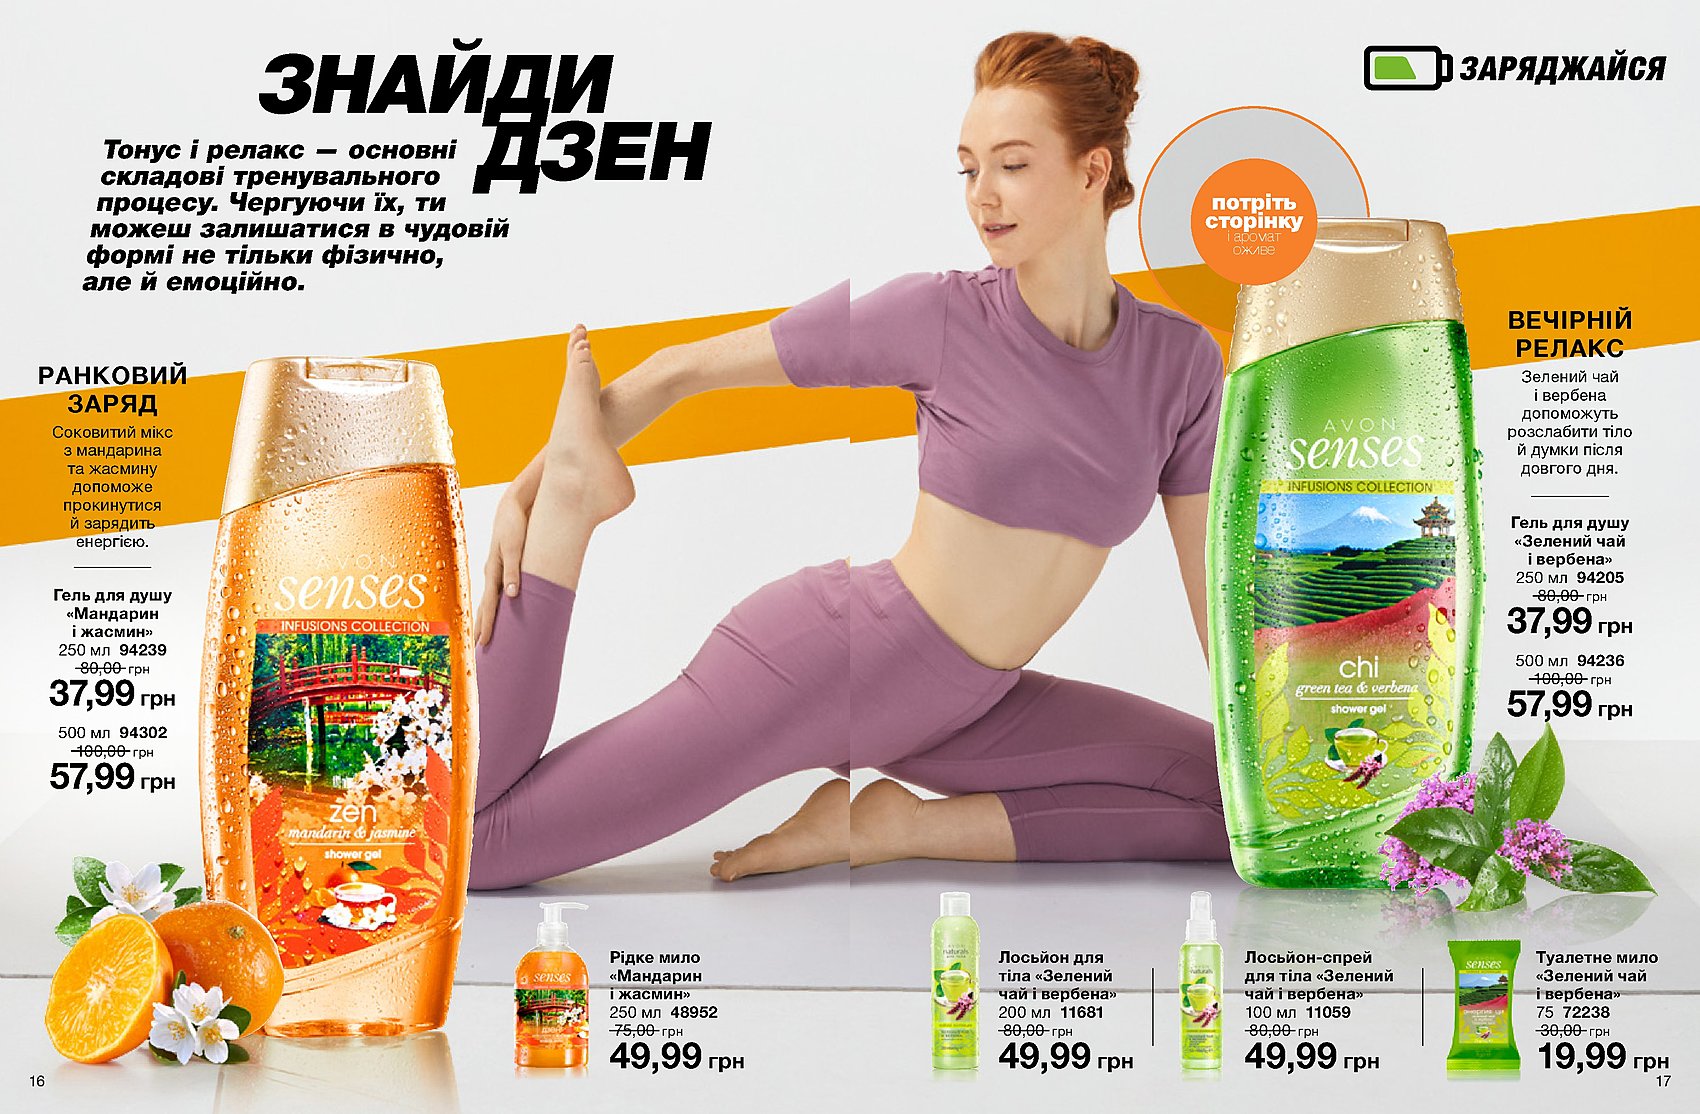 ЗНАЙДИ
ДЗЕН
Тонус і релакс — основні
складові тренувального
процесу. Чергуючи їх, ти
можеш залишатися в чудовій
формі не тільки фізично,
але й емоційно.
ЗАРЯДЖАЙСЯ
потріть
сторінку
і аромат
оживе
РАНКОВИЙ
ЗАРЯД
Соковитий мікс
з мандарина
та жасмину
допоможе
прокинутися
й зарядить
енергією.
Гель для душу
«Мандарин
і жасмин»
250 мл 94239
80,00 грн
37,99 грн
500 мл 94302
100,00 грн
57,99 грн
AVON
senses
INFUSIONS COLLECTION
zen
mandarin & jasmine
shower gel
AVON
senses
INFUSIONS COLLECTION
chi
green tea & verbena
shower gel
ВЕЧІРНІЙ
РЕЛАКС
Зелений чай
і вербена
допоможуть
розслабити тіло
й думки після
довгого дня.
Гель для душу
«Зелений чай
і вербена»
250 мл 94205
80,00 грн
37,99 грн
500 мл 94236
100,00 грн
57,99 грн
senses
Рідке мило
«Мандарин
і жасмин»
250 мл 48952
75,00 грн
49,99 грн
naturals
Лосьйон для
тіла «Зелений
чай і вербена»
200 мл 11681
80,00 грн
49,99 грн
naturals
Лосьйон-спрей
для тіла «Зелений
чай і вербена»
100 мл 11059
80,00 грн
49,99 грн
senses
Туалетне мило
«Зелений чай
і вербена»
75 72238
30,00 грн
19,99 грн
16
17